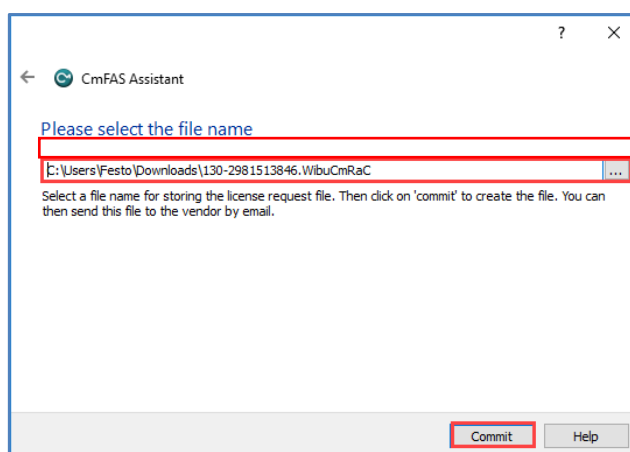 ?
CmFAS Assistant
Please select the file name
C:\Users\Festo\Downloads\130-2981513846.WibuCmRaC
...
Select a file name for storing the license request file. Then click on 'commit' to create the file. You can
then send this file to the vendor by email.
Commit Help